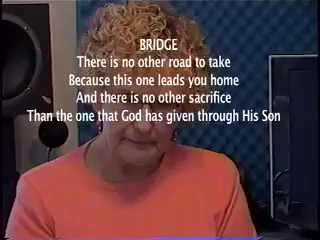 BRIDGE
There is no other road to take
Because this one leads you home
And there is no other sacrifice
Than the one that God has given through His Son